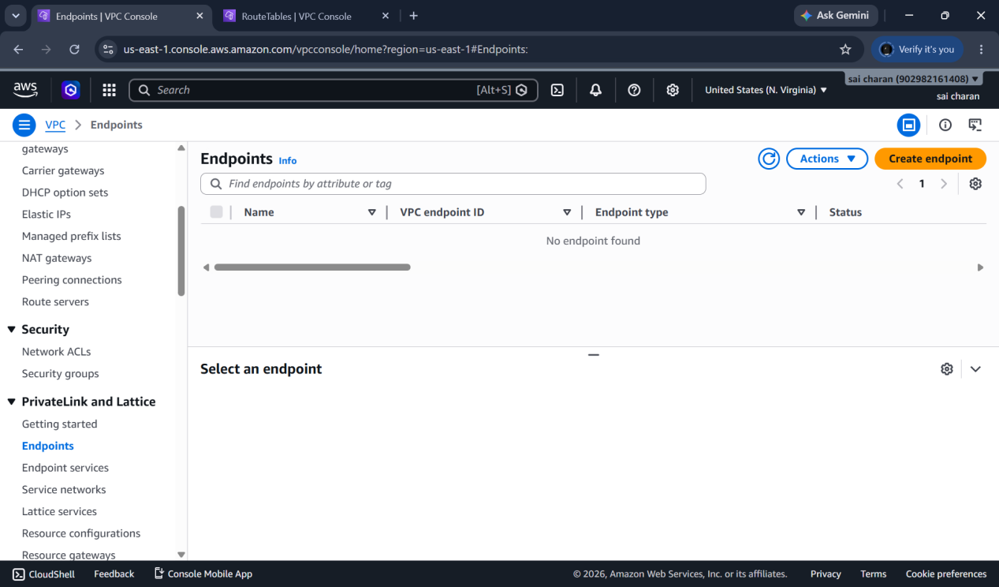 Endpoints | VPC Console
RouteTables | VPC Console
Ask Gemini
us-east-1.console.aws.amazon.com/vpcconsole/home?region=us-east-1#Endpoints:
Verify it's you
aws
Search
[Alt+S]
United States (N. Virginia)
sai charan (902982161408)
sai charan
VPC
Endpoints
gateways
Carrier gateways
DHCP option sets
Elastic IPs
Managed prefix lists
NAT gateways
Peering connections
Route servers
Security
Network ACLs
Security groups
PrivateLink and Lattice
Getting started
Endpoints
Endpoint services
Service networks
Lattice services
Resource configurations
Resource gateways
Endpoints Info
Actions
Create endpoint
Find endpoints by attribute or tag
1
Name
VPC endpoint ID
Endpoint type
Status
No endpoint found
Select an endpoint
CloudShell
Feedback
Console Mobile App
© 2026, Amazon Web Services, Inc. or its affiliates.
Privacy
Terms
Cookie preferences